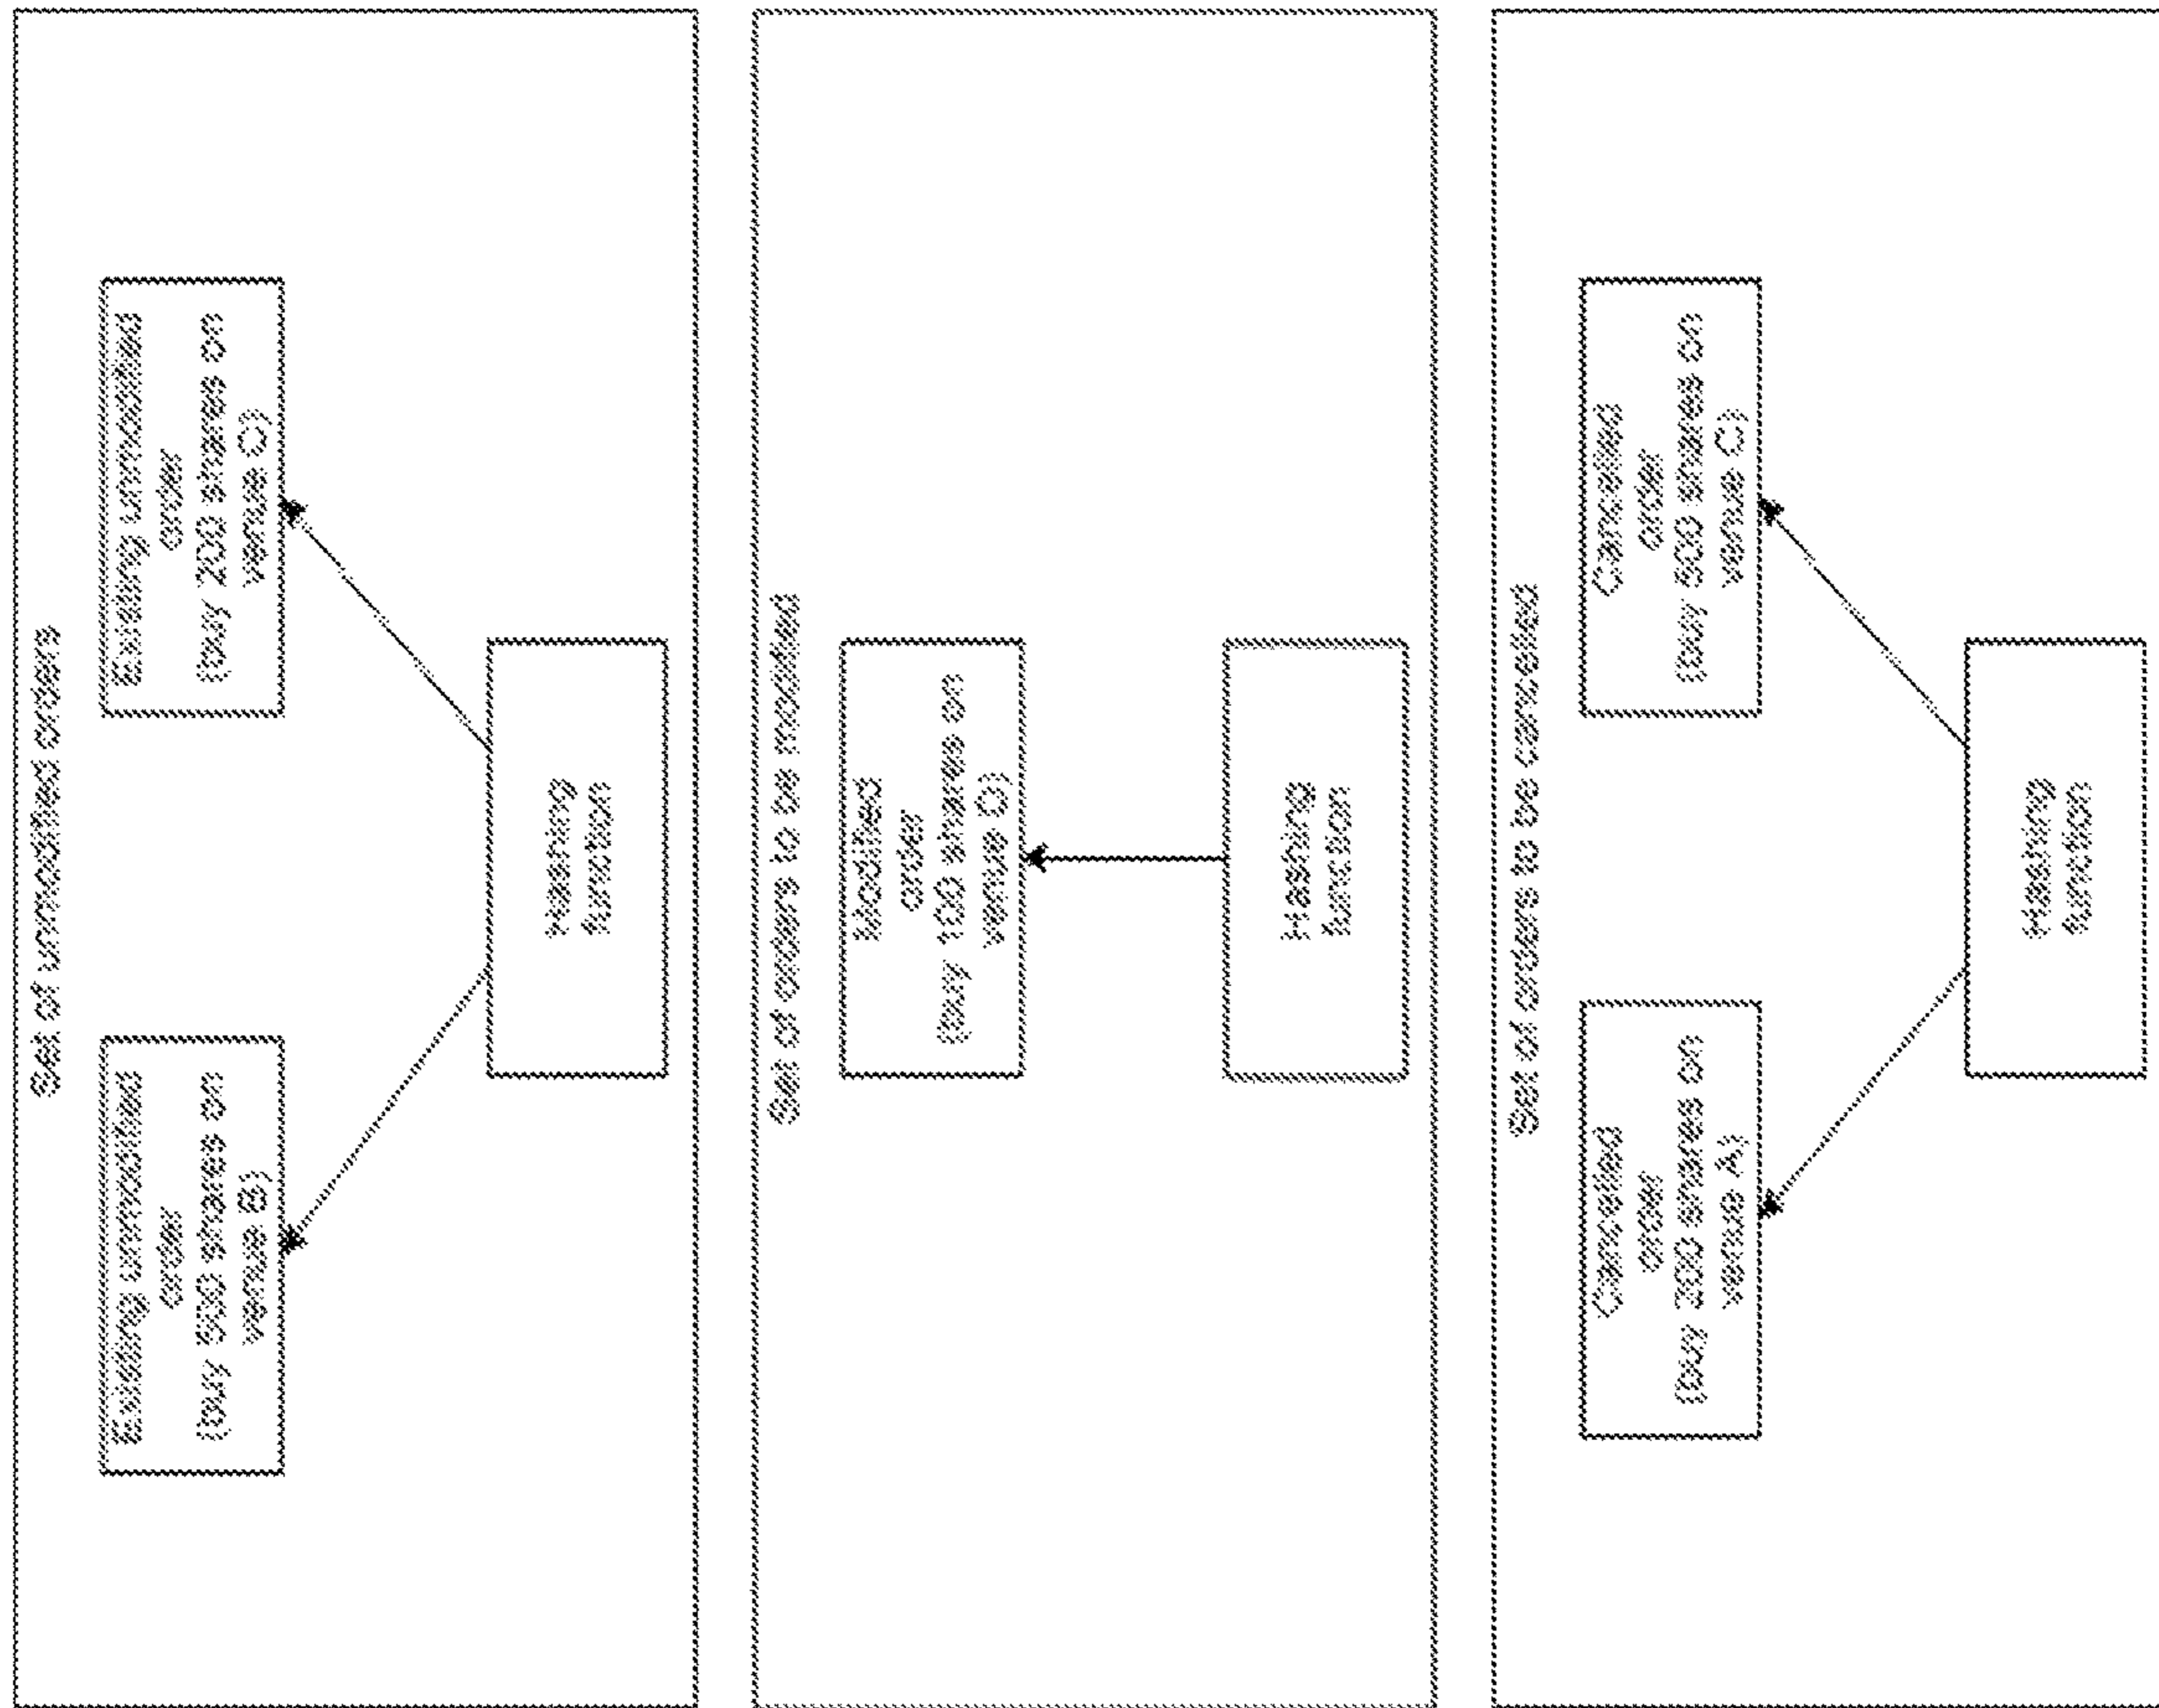 Set of unmodified orders
Existing unmodified
order
(buy 500 shares on
venue B)
Existing unmodified
order
(buy 200 shares on
venue C)
Hashing
function
Set of orders to be modified
Modified
order
(buy 100 shares on
venue D)
Hashing
function
Set of orders to be cancelled
Cancelled
order
(buy 200 shares on
venue A)
Cancelled
order
(buy 500 shares on
venue C)
Hashing
function